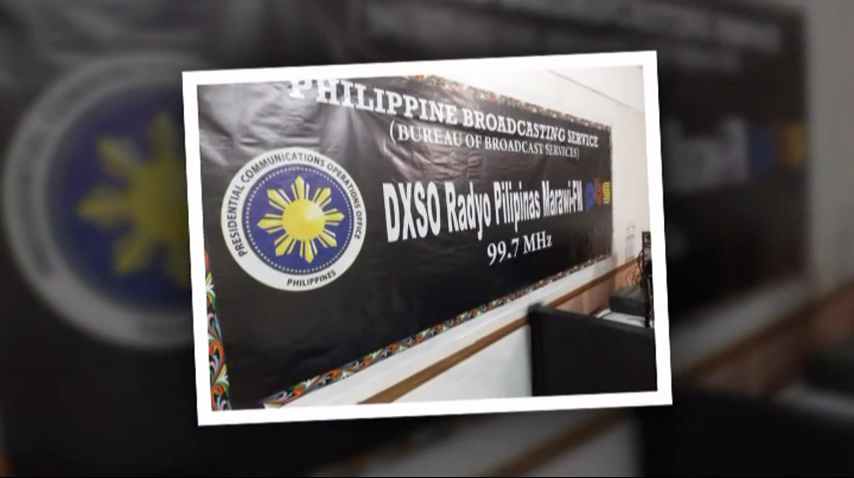 PHILIPPINE BROADCASTING SERVICE
(BUREAU OF BROADCAST SERVICES)
PRESIDENTIAL COMMUNICATIONS OPERATIONS OFFICE
PHILIPPINES
DXSO Radyo Pilipinas Marawi-FM
99.7 MHz